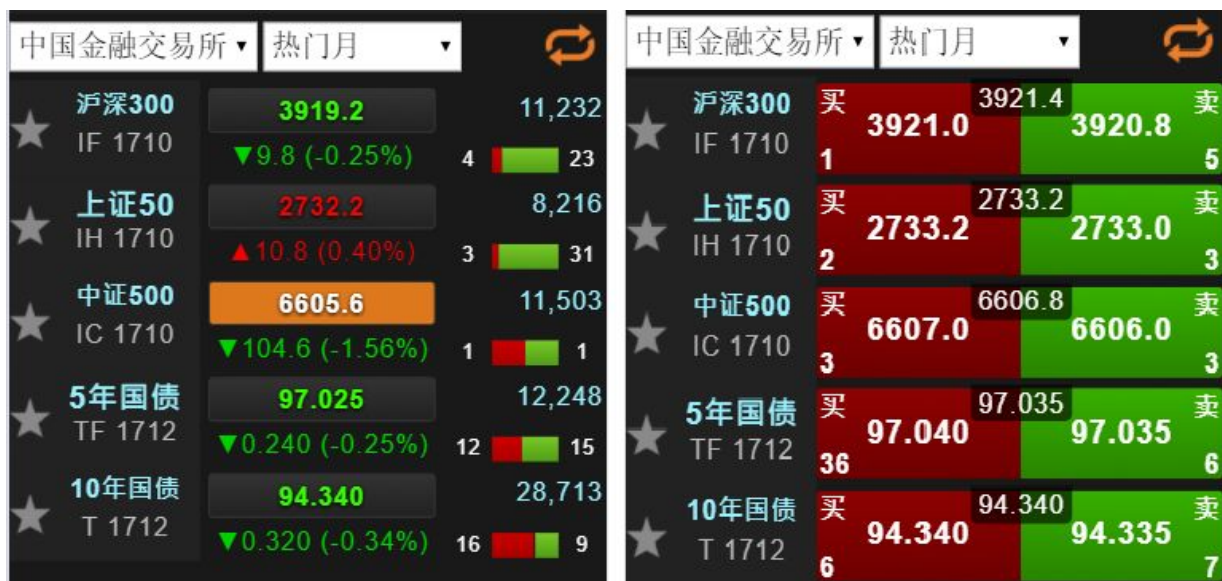 中国金融交易所 热门月
沪深300 3919.2 11,232
IF 1710 ▼9.8 (-0.25%) 4 23
上证50 2732.2 8,216
IH 1710 ▲10.8 (0.40%) 3 31
中证500 6605.6 11,503
IC 1710 ▼104.6 (-1.56%) 1 1
5年国债 97.025 12,248
TF 1712 ▼0.240 (-0.25%) 12 15
10年国债 94.340 28,713
T 1712 ▼0.320 (-0.34%) 16 9
中国金融交易所 热门月
沪深300 买 3921.4 卖
IF 1710 3921.0 3920.8
1 5
上证50 买 2733.2 卖
IH 1710 2733.2 2733.0
2 3
中证500 买 6606.8 卖
IC 1710 6607.0 6606.0
3 3
5年国债 买 97.035 卖
TF 1712 97.040 97.035
36 6
10年国债 买 94.340 卖
T 1712 94.340 94.335
6 7